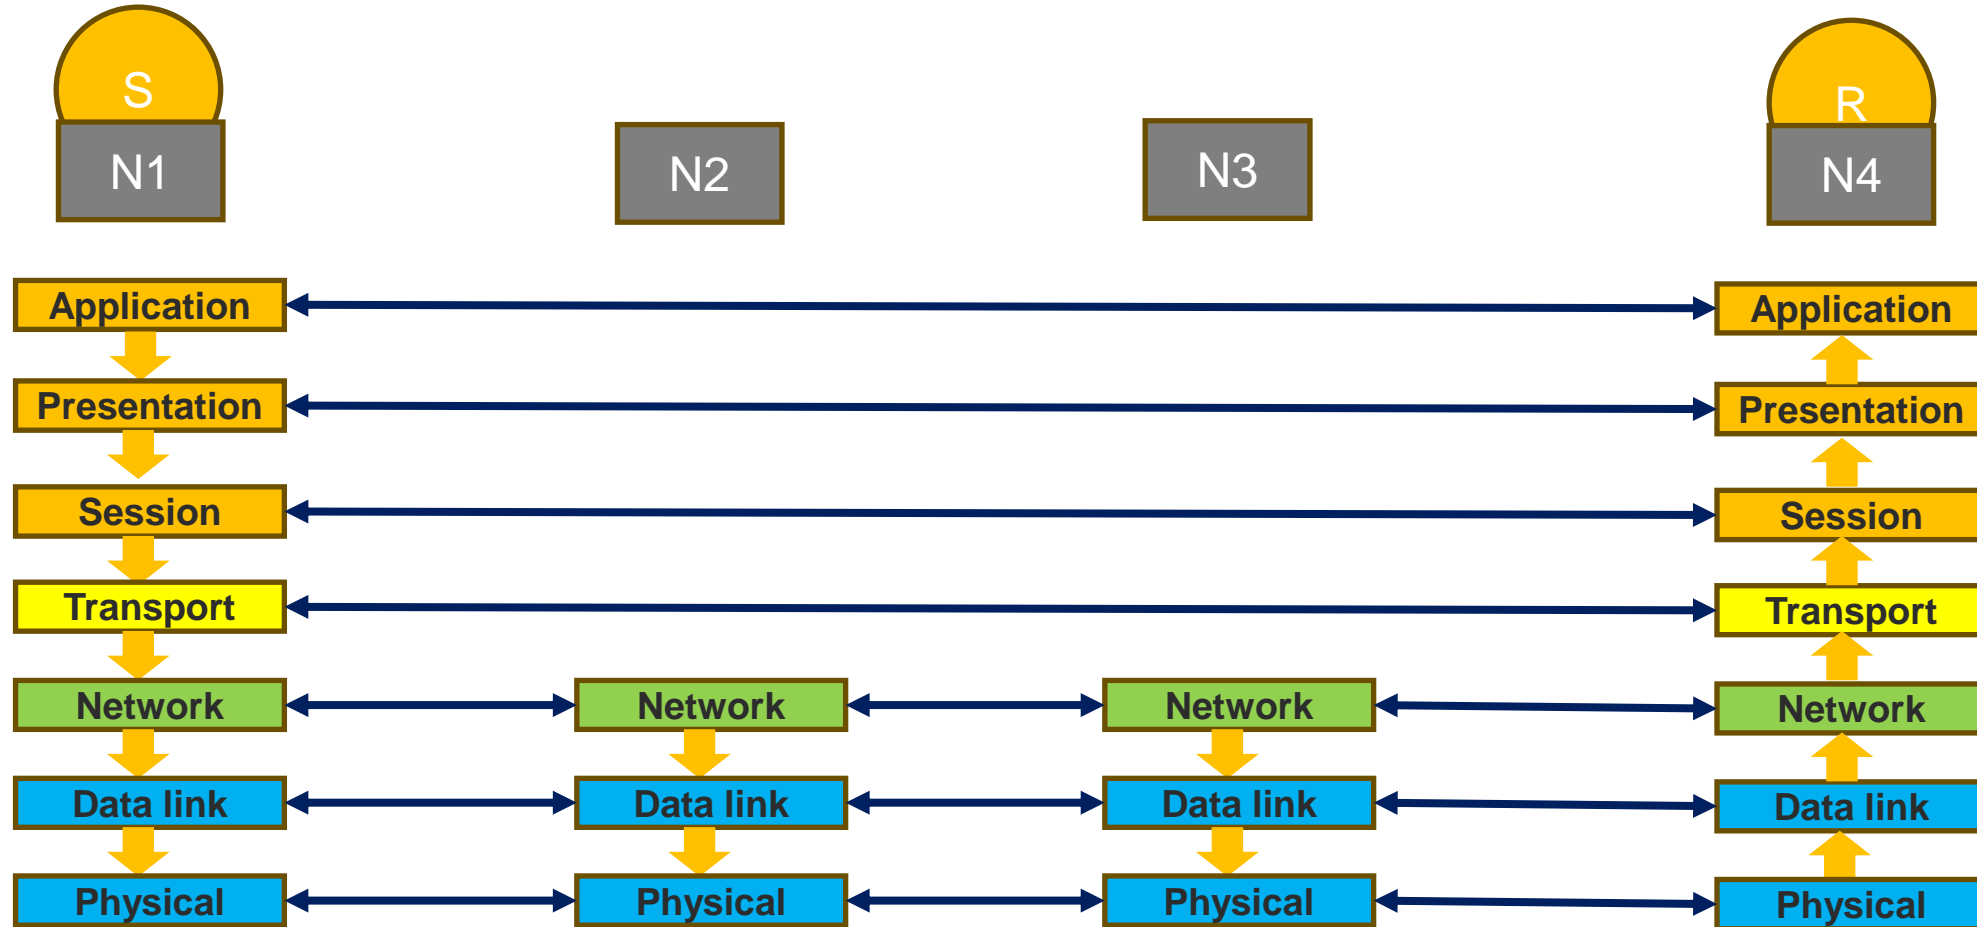 S
R
N1
N2
N3
N4
Application
Application
Presentation
Presentation
Session
Session
Transport
Transport
Network
Network
Network
Network
Data link
Data link
Data link
Data link
Physical
Physical
Physical
Physical